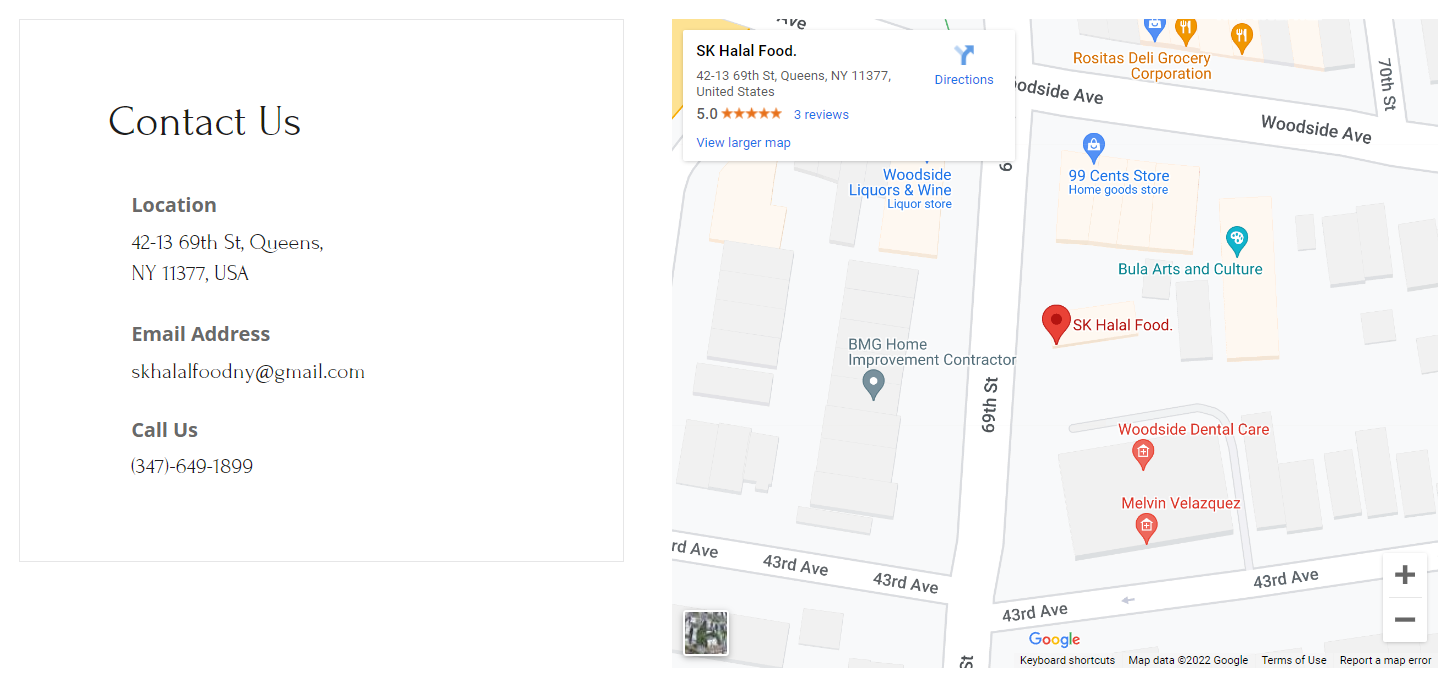 Contact Us
Location
42-13 69th St, Queens,
NY 11377, USA
Email Address
skhalalfoodny@gmail.com
Call Us
(347)-649-1899
Ave
SK Halal Food.
42-13 69th St, Queens, NY 11377,
United States
Directions
5.0
3 reviews
View larger map
Rositas Deli Grocery
Corporation
70th St
Woodside Ave
Woodside Ave
99 Cents Store
Home goods store
Woodside
Liquors & Wine
Liquor store
Bula Arts and Culture
SK Halal Food.
BMG Home
Improvement Contractor
69th St
Woodside Dental Care
Melvin Velazquez
rd Ave
43rd Ave
43rd Ave
43rd Ave
43rd Ave
St
+
−
Google
Keyboard shortcuts
Map data ©2022 Google
Terms of Use
Report a map error